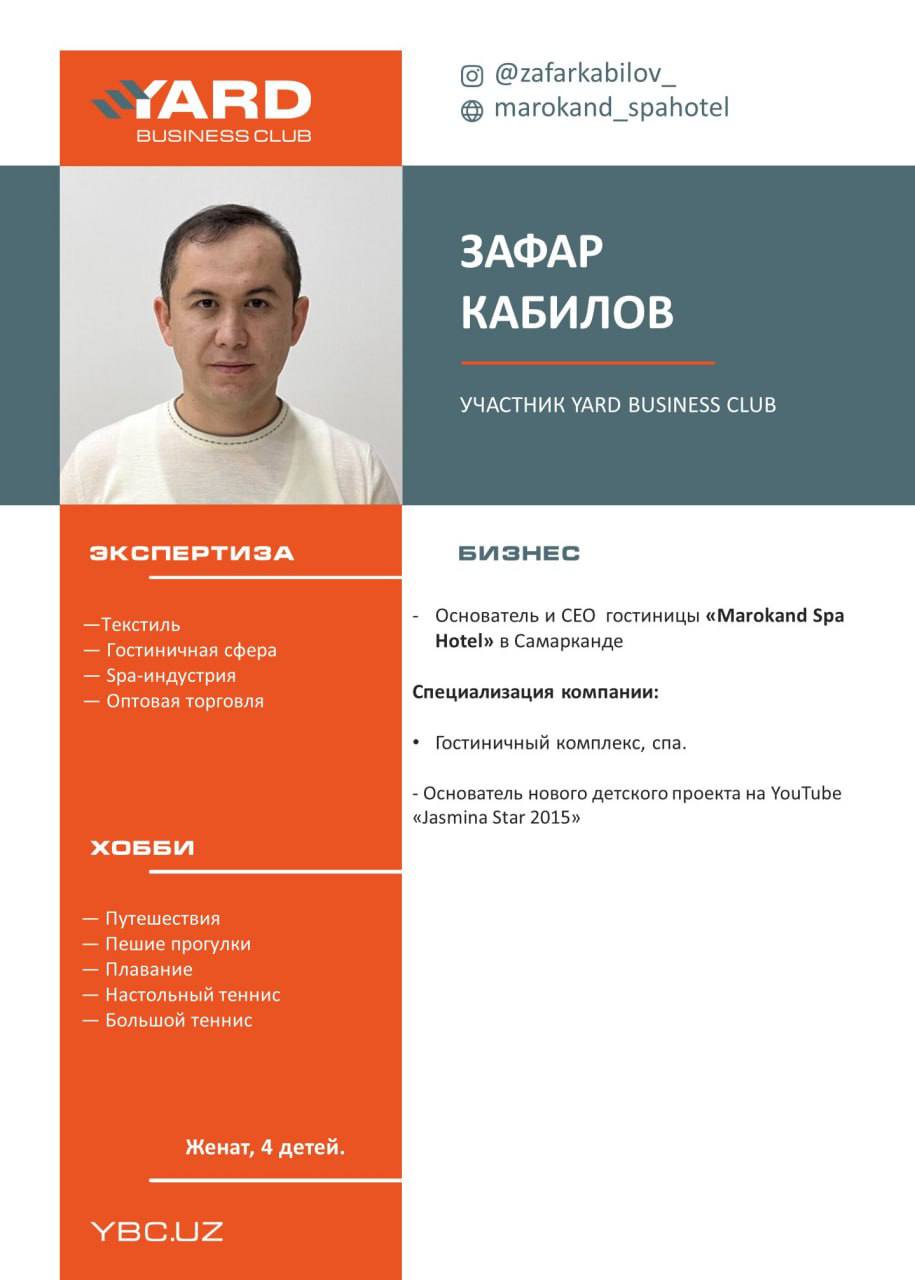 YARD
BUSINESS CLUB
@zafarkabilov_
marokand_spahotel
ЗАФАР
КАБИЛОВ
УЧАСТНИК YARD BUSINESS CLUB
ЭКСПЕРТИЗА
—Текстиль
— Гостиничная сфера
— Spa-индустрия
— Оптовая торговля
ХОББИ
— Путешествия
— Пешие прогулки
— Плавание
— Настольный теннис
— Большой теннис
Женат, 4 детей.
YBC.UZ
БИЗНЕС
- Основатель и CEO гостиницы «Marokand Spa
Hotel» в Самарканде
Специализация компании:
• Гостиничный комплекс, спа.
- Основатель нового детского проекта на YouTube
«Jasmina Star 2015»